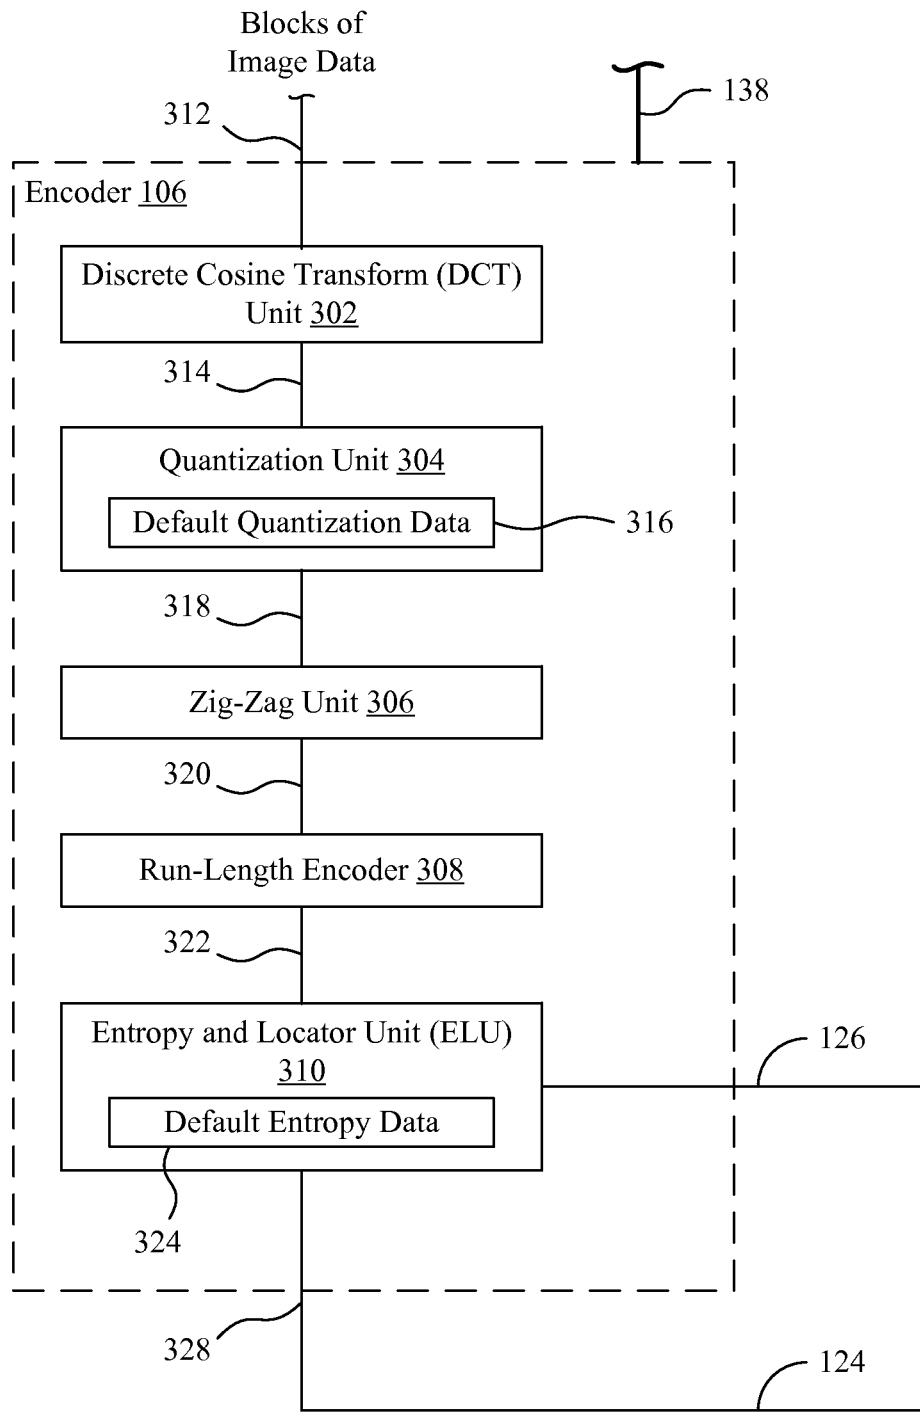 Blocks of
Image Data
312
138
Encoder 106
Discrete Cosine Transform (DCT)
Unit 302
314
Quantization Unit 304
Default Quantization Data
316
318
Zig-Zag Unit 306
320
Run-Length Encoder 308
322
Entropy and Locator Unit (ELU)
310
126
Default Entropy Data
324
328
124